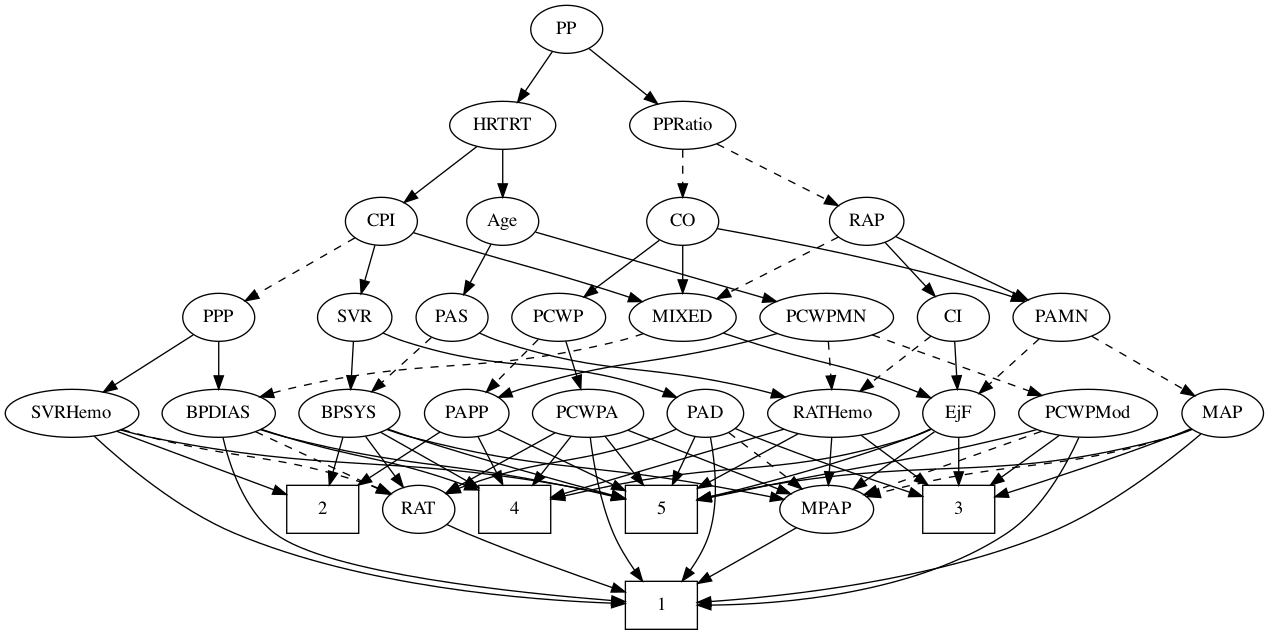 PP
HRTRT
PPRatio
CPI
Age
CO
RAP
PPP
SVR
PAS
PCWP
MIXED
PCWPMN
CI
PAMN
SVRHemo
BPDIAS
BPSYS
PAPP
PCWPA
PAD
RATHemo
EjF
PCWPMod
MAP
2
RAT
4
5
MPAP
3
1